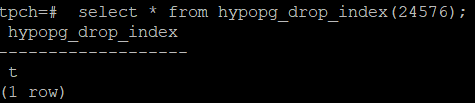 tpch=#  select * from hypopg_drop_index(24576);
 hypopg_drop_index
-------------------
 t
(1 row)